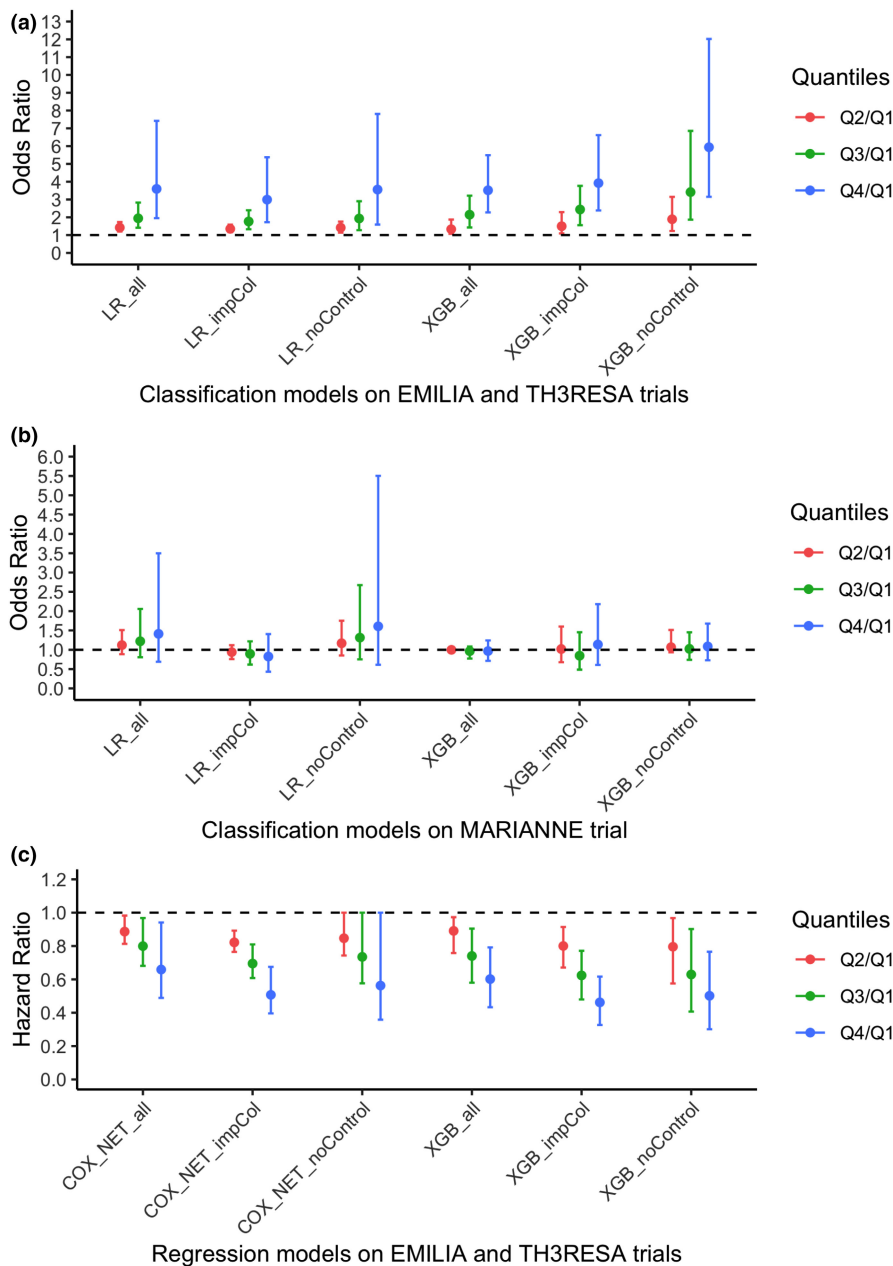 (a)
13
12
11
10
9
8
7
6
5
4
3
2
1
0
Odds Ratio
LR_all
LR_impCol
LR_noControl
XGB_all
XGB_impCol
XGB_noControl
Classification models on EMILIA and TH3RESA trials
Quantiles
Q2/Q1
Q3/Q1
Q4/Q1
(b)
6.0
5.5
5.0
4.5
4.0
3.5
3.0
2.5
2.0
1.5
1.0
0.5
0.0
Odds Ratio
LR_all
LR_impCol
LR_noControl
XGB_all
XGB_impCol
XGB_noControl
Classification models on MARIANNE trial
Quantiles
Q2/Q1
Q3/Q1
Q4/Q1
(c)
1.2
1.0
0.8
0.6
0.4
0.2
0.0
Hazard Ratio
COX_NET_all
COX_NET_impCol
COX_NET_noControl
XGB_all
XGB_impCol
XGB_noControl
Regression models on EMILIA and TH3RESA trials
Quantiles
Q2/Q1
Q3/Q1
Q4/Q1